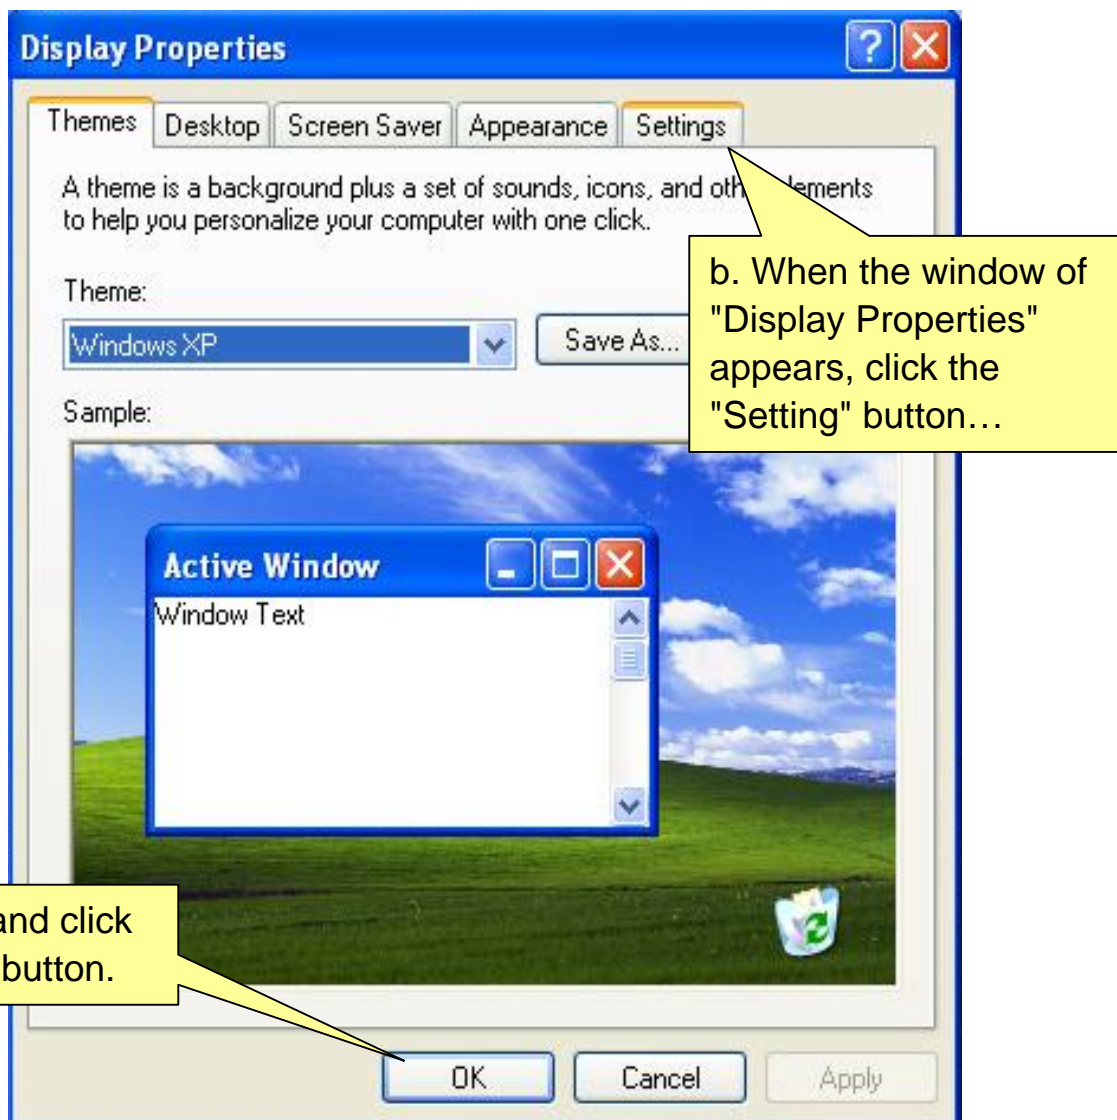 Display Properties
Themes Desktop Screen Saver Appearance Settings
A theme is a background plus a set of sounds, icons, and oth lements
to help you personalize your computer with one click.
b. When the window of
"Display Properties"
appears, click the
"Setting" button…
Theme:
Windows XP
Save As...
Sample:
Active Window
Window Text
and click
button.
OK Cancel Apply